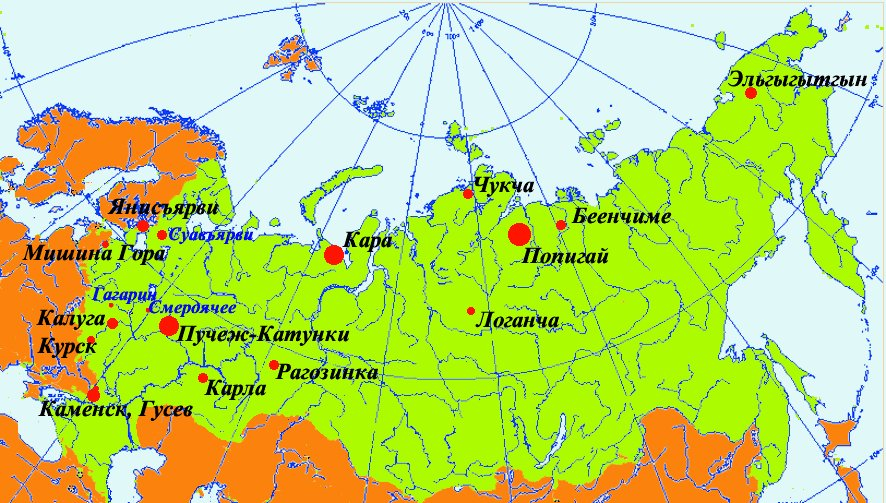 Эльгыгытгын
Чукча
Янисъярви
Беенчиме
Суавъярви
Кара
Мишина Гора
Попигай
Гагарин
Смердячее
Калуга
Логанча
Пучеж-Катунки
Курск
Рагозинка
Карла
Каменск, Гусев